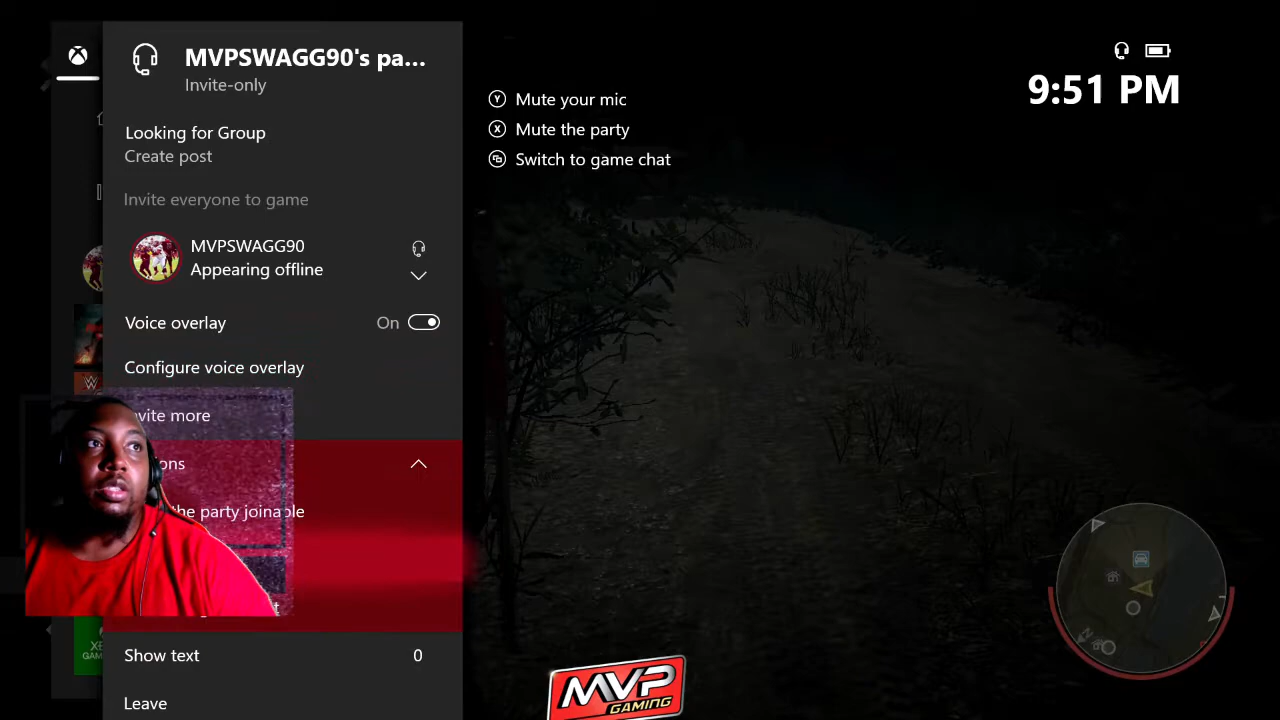 MVPSWAGG90's pa...
Invite-only
Looking for Group
Create post
Invite everyone to game
MVPSWAGG90
Appearing offline
Voice overlay On
Configure voice overlay
vite more
ons
the party joinable
Show text 0
Leave
Mute your mic
Mute the party
Switch to game chat
9:51 PM
MVP
GAMING
N